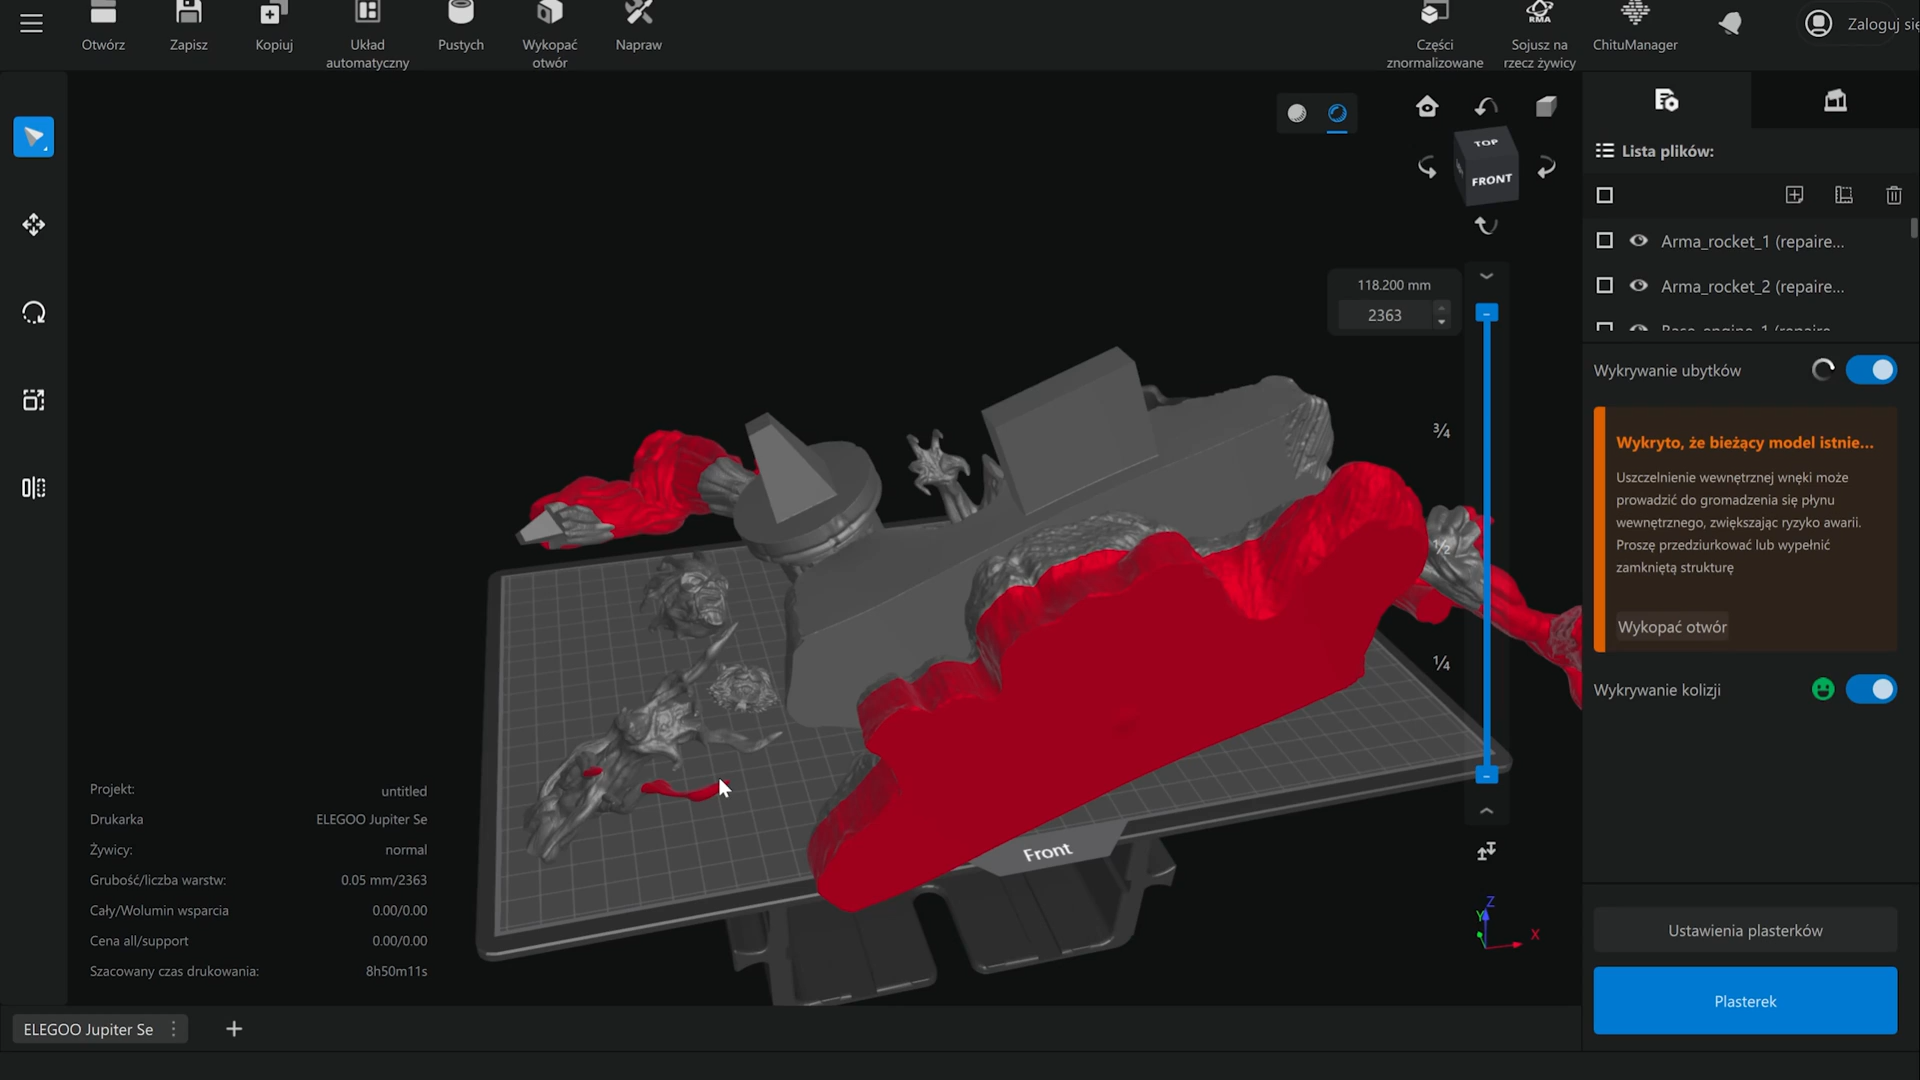 Otwórz
Zapisz
Kopiuj
Układ
automatyczny
Pustych
Wykopać
otwór
Napraw
Części
znormalizowane
RMA
Sojusz na
rzecz żywicy
ChituManager
Zaloguj się
TOP
FRONT
Lista plików:
Arma_rocket_1 (repaire...
Arma_rocket_2 (repaire...
Base_engine_1 (repaire...
118.200 mm
2363
3/4
1/2
1/4
Wykrywanie ubytków
Wykryto, że bieżący model istnie...
Uszczelnienie wewnętrznej wnęki może
prowadzić do gromadzenia się płynu
wewnętrznego, zwiększając ryzyko awarii.
Proszę przedziurkować lub wypełnić
zamkniętą strukturę
Wykopać otwór
Wykrywanie kolizji
Front
Projekt: untitled
Drukarka ELEGOO Jupiter Se
Żywicy: normal
Grubość/liczba warstw: 0.05 mm/2363
Cały/Wolumin wsparcia 0.00/0.00
Cena all/support 0.00/0.00
Szacowany czas drukowania: 8h50m11s
Z
Y
X
Ustawienia plasterków
Plasterek
ELEGOO Jupiter Se